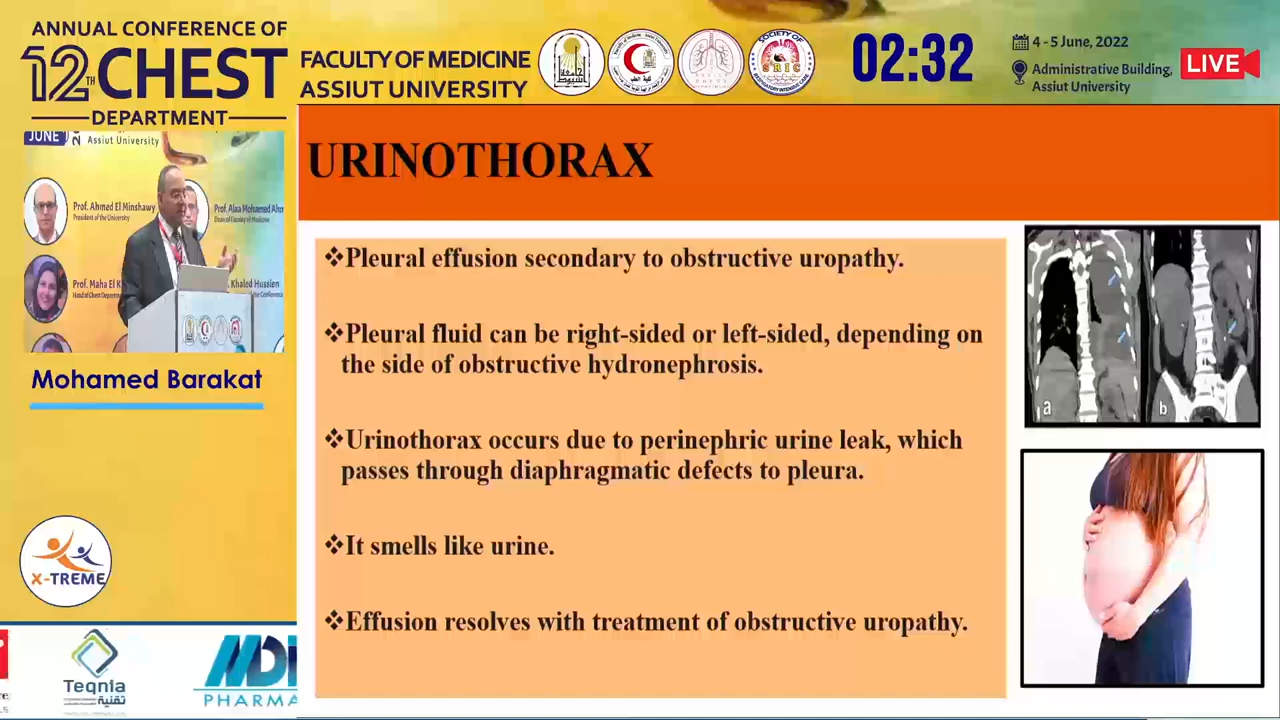 ANNUAL CONFERENCE OF
12TH CHEST
DEPARTMENT
FACULTY OF MEDICINE
ASSIUT UNIVERSITY
SOCIETY OF
SRIC
02:32
4 - 5 June, 2022
Administrative Building,
Assiut University
LIVE
JUNE
Assiut University
Prof. Ahmed El Minshawy
President of the University
Prof. Alaa Mohamed
Dean of Faculty of Medicine
Prof. Maha El
Khaled Hussien
Mohamed Barakat
X-TREME
Teqnia
تقنية
PHARMA
URINOTHORAX
❖Pleural effusion secondary to obstructive uropathy.
❖Pleural fluid can be right-sided or left-sided, depending on
the side of obstructive hydronephrosis.
❖Urinothorax occurs due to perinephric urine leak, which
passes through diaphragmatic defects to pleura.
❖It smells like urine.
❖Effusion resolves with treatment of obstructive uropathy.
a
b